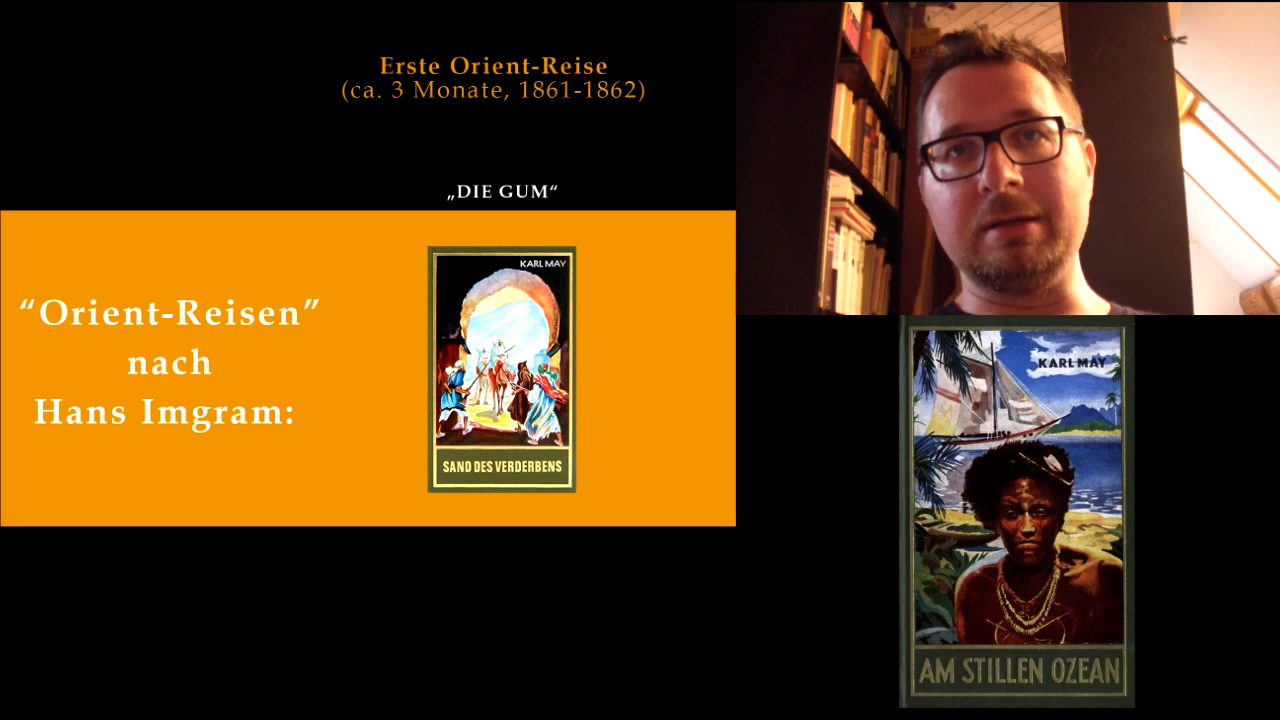 Erste Orient-Reise
(ca. 3 Monate, 1861-1862)
„DIE GUM“
“Orient-Reisen”
nach
Hans Imgram:
KARL MAY
SAND DES VERDERBENS
KARL MAY
AM STILLEN OZEAN